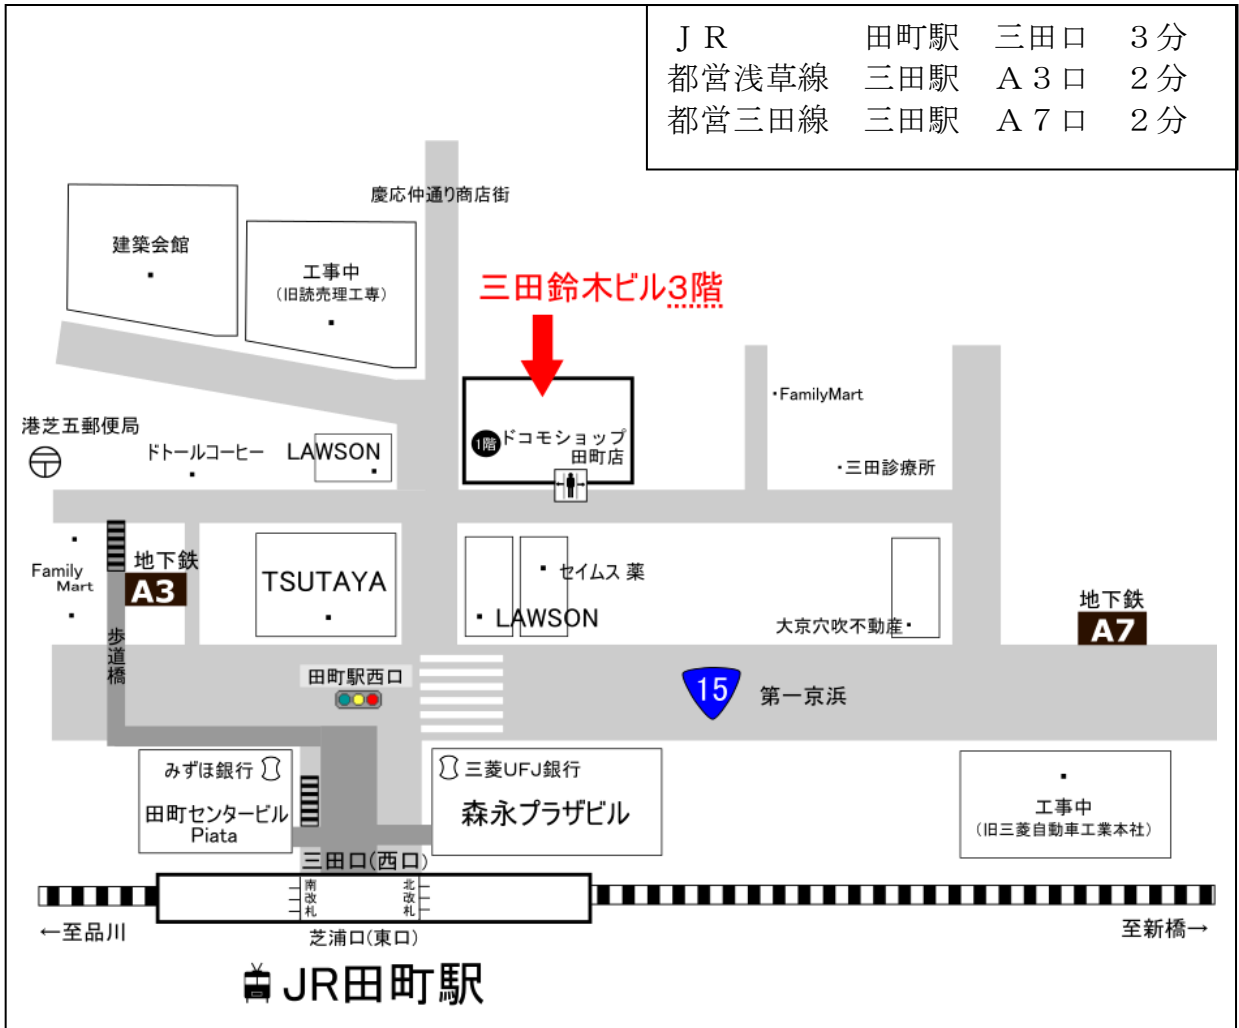 ＪＲ　　　　田町駅　三田口　３分
都営浅草線　三田駅　Ａ３口　２分
都営三田線　三田駅　Ａ７口　２分
慶応仲通り商店街
建築会館
工事中
（旧読売理工専）
三田鈴木ビル3階
・FamilyMart
港芝五郵便局
ドトールコーヒー
LAWSON
1階
ドコモショップ
田町店
・三田診療所
Family
Mart
地下鉄
A3
TSUTAYA
セイムス 薬
LAWSON
大京穴吹不動産
地下鉄
A7
歩道橋
田町駅西口
15
第一京浜
みずほ銀行
田町センタービル
Piata
三菱UFJ銀行
森永プラザビル
工事中
（旧三菱自動車工業本社）
三田口(西口)
南改札
北改札
←至品川
芝浦口(東口)
至新橋→
JR田町駅